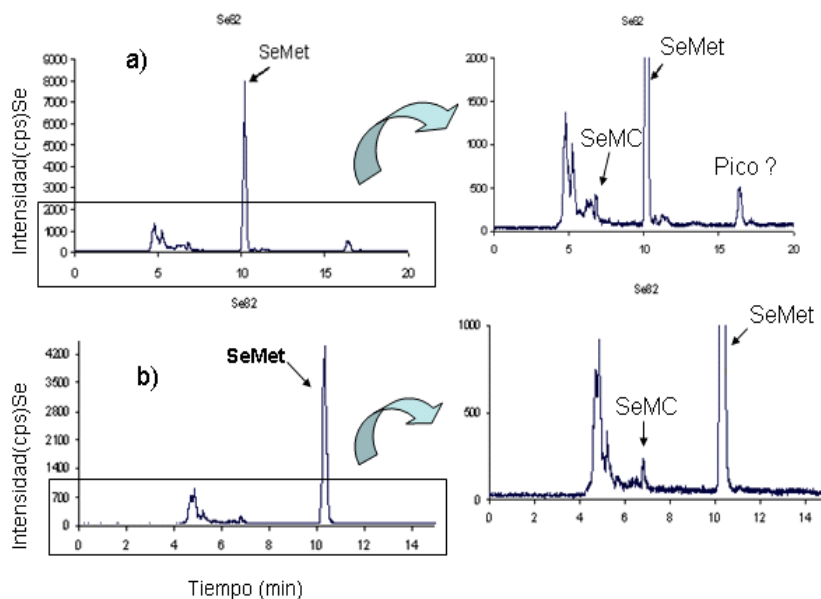 Se82
a)
SeMet
Intensidad(cps)Se
9000
8000
7000
6000
5000
4000
3000
2000
1000
0
0 5 10 15 20
Se82
2000
1500
1000
500
0
SeMet
SeMC
Pico ?
0 5 10 15 20
Se82
b)
SeMet
Intensidad(cps)Se
4200
3500
2800
2100
1400
700
0
0 2 4 6 8 10 12 14
Tiempo (min)
Se82
1000
500
0
SeMet
SeMC
0 2 4 6 8 10 12 14